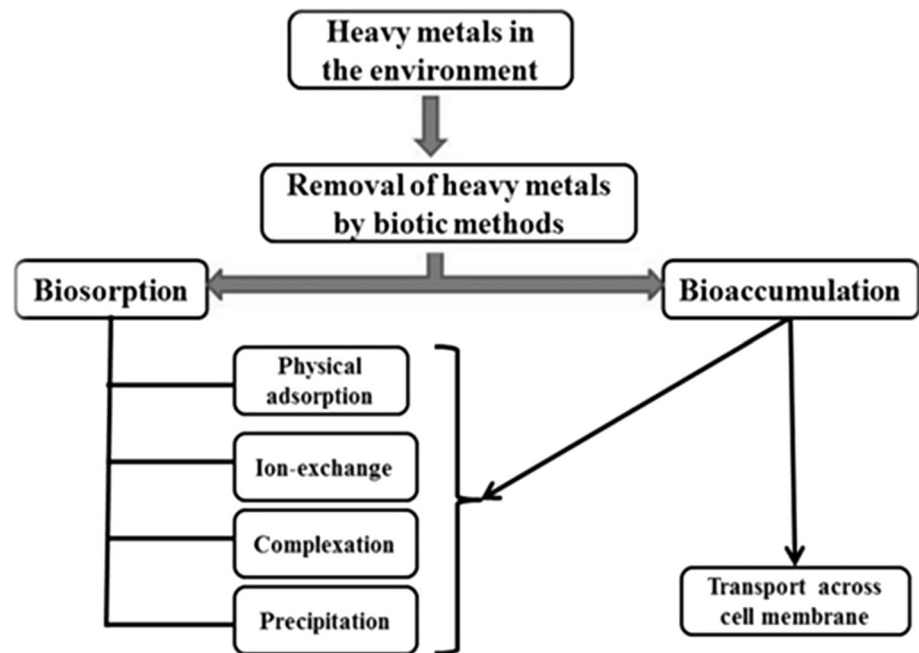 Heavy metals in
the environment
Removal of heavy metals
by biotic methods
Biosorption
Bioaccumulation
Physical
adsorption
Ion-exchange
Complexation
Precipitation
Transport across
cell membrane